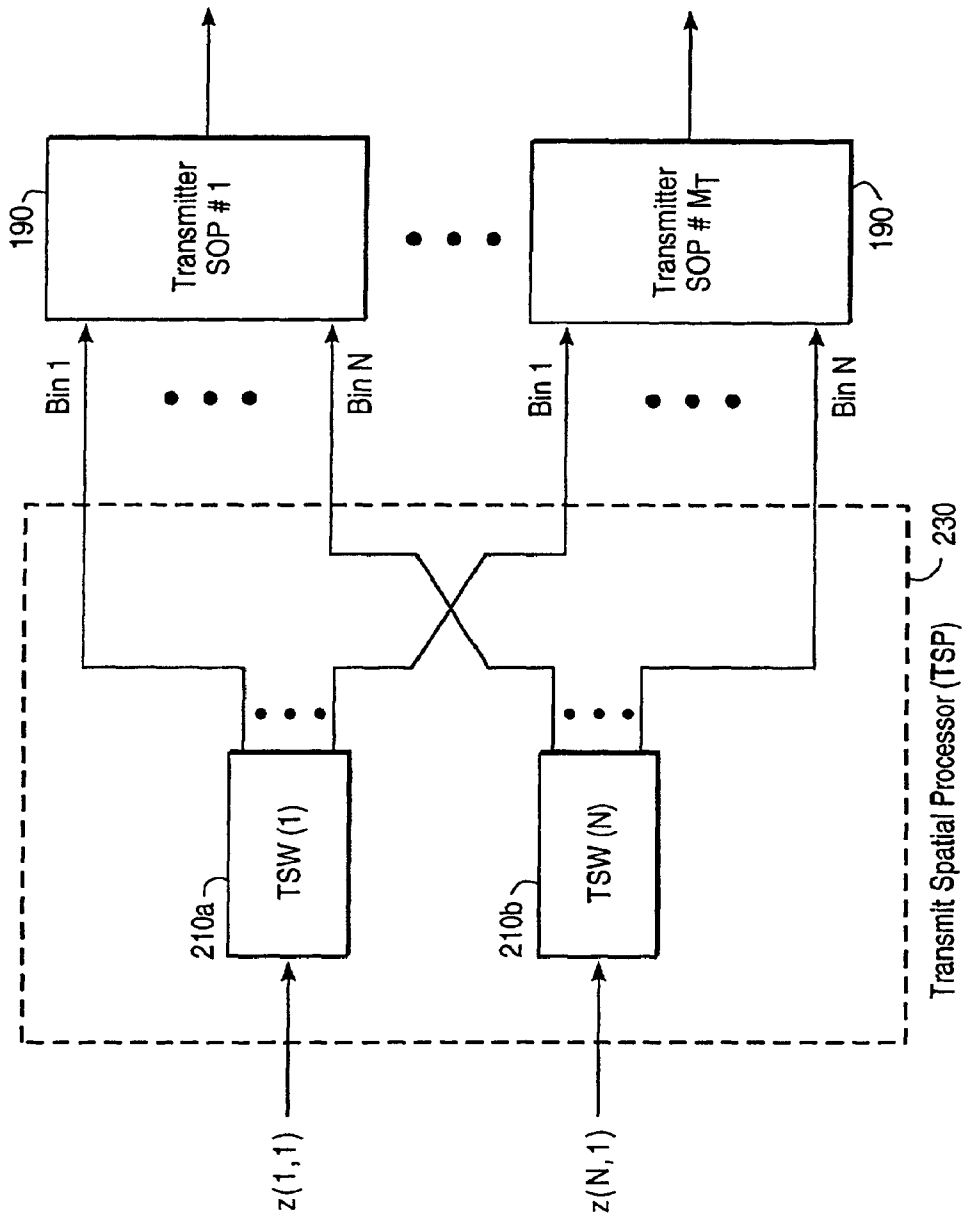 190
Transmitter
SOP # 1
Bin 1
Bin N
Transmitter
SOP # MT
190
Bin 1
Bin N
210a
TSW (1)
210b
TSW (N)
z(1,1)
z(N,1)
230
Transmit Spatial Processor (TSP)